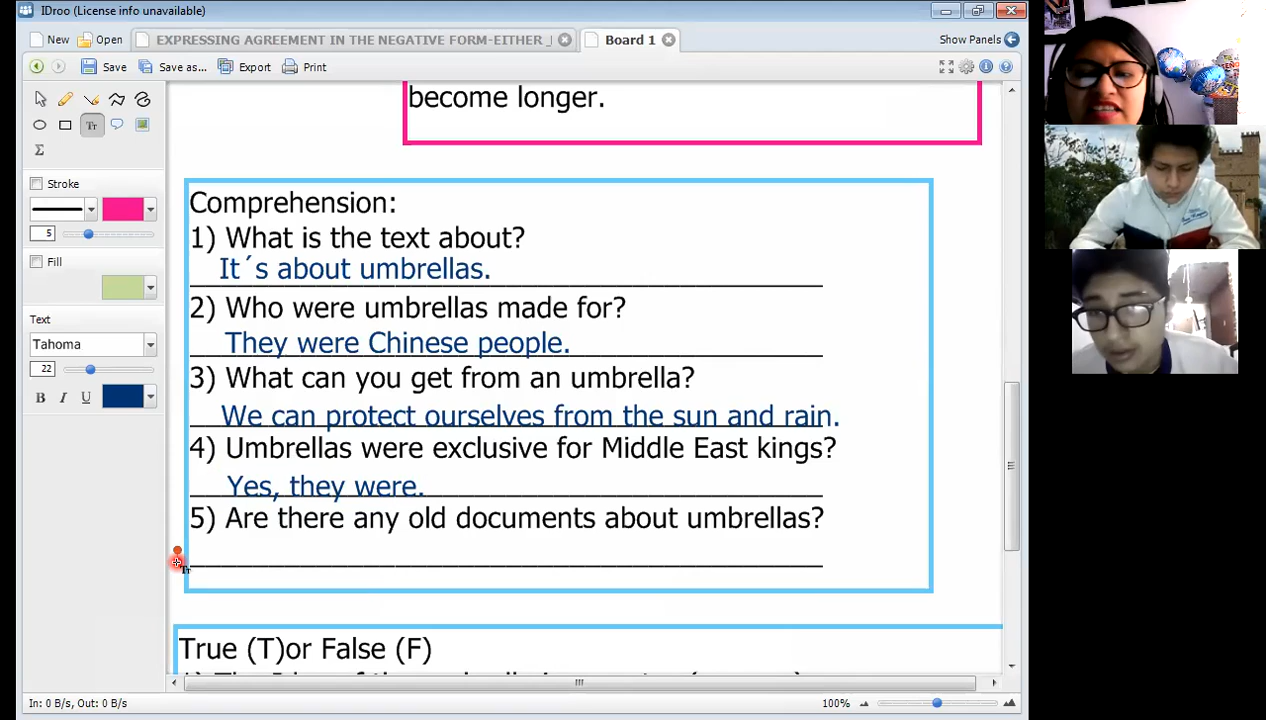 IDroo (License info unavailable)
New Open EXPRESSING AGREEMENT IN THE NEGATIVE FORM-EITHER _ Board 1 Show Panels
Save Save as... Export Print
become longer.
Tr
Σ
Stroke
5
Fill
Text
Tahoma
22
B I U
Comprehension:
1) What is the text about?
It´s about umbrellas.
2) Who were umbrellas made for?
They were Chinese people.
3) What can you get from an umbrella?
We can protect ourselves from the sun and rain.
4) Umbrellas were exclusive for Middle East kings?
Yes, they were.
5) Are there any old documents about umbrellas?
Tr
True (T)or False (F)
In: 0 B/s, Out: 0 B/s 100%